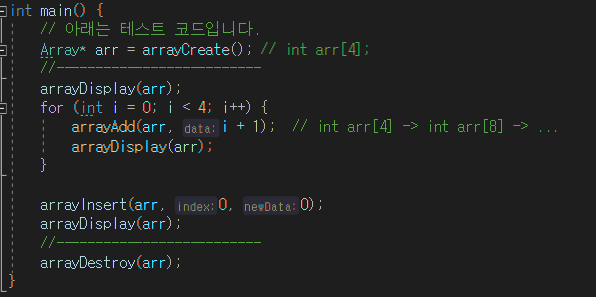 int main() {
// 아래는 테스트 코드입니다.
Array* arr = arrayCreate(); // int arr[4];
//---------------------------
arrayDisplay(arr);
for (int i = 0; i < 4; i++) {
arrayAdd(arr, data: i + 1);  // int arr[4] -> int arr[8] -> ...
arrayDisplay(arr);
}
arrayInsert(arr, index: 0, newData: 0);
arrayDisplay(arr);
//---------------------------
arrayDestroy(arr);
}